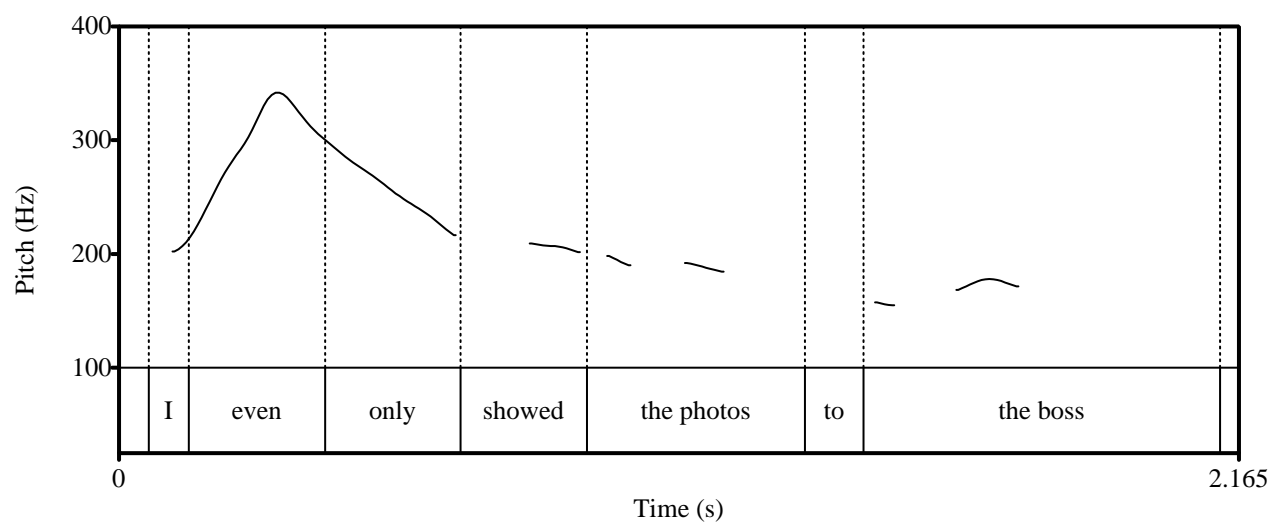 400
300
200
100
Pitch (Hz)
I even only showed the photos to the boss
0 2.165
Time (s)